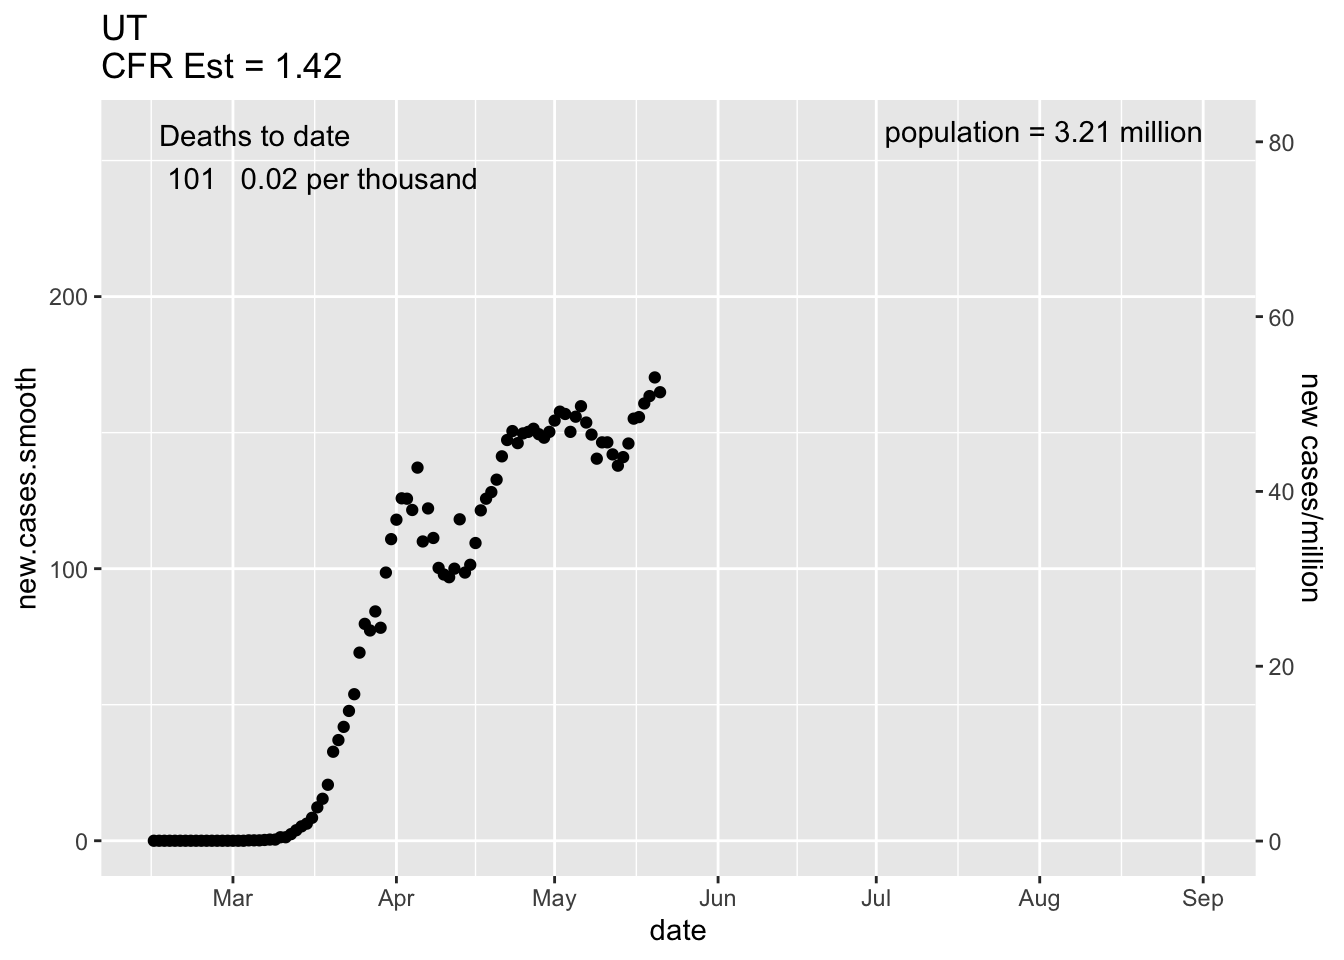 UT
CFR Est = 1.42
Deaths to date
101 0.02 per thousand
population = 3.21 million
new.cases.smooth
200
100
0
80
60
40
20
0
new cases/million
Mar Apr May Jun Jul Aug Sep
date